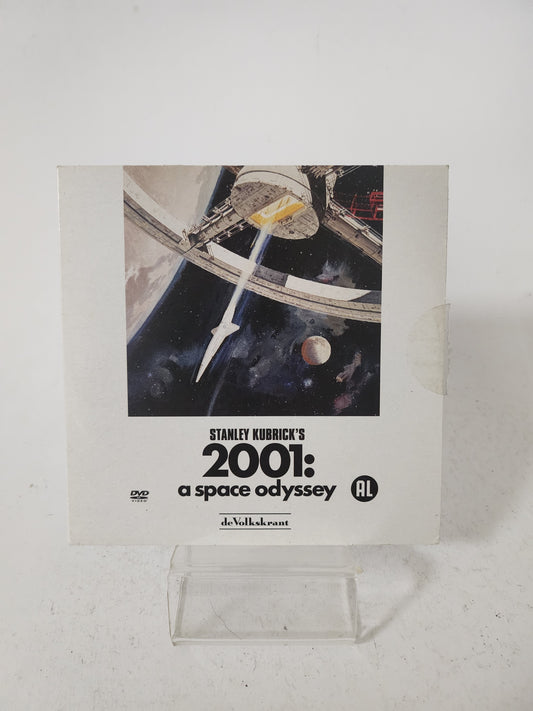 STANLEY KUBRICK'S
2001:
a space odyssey
DVD
VIDEO
AL
deVolkskrant